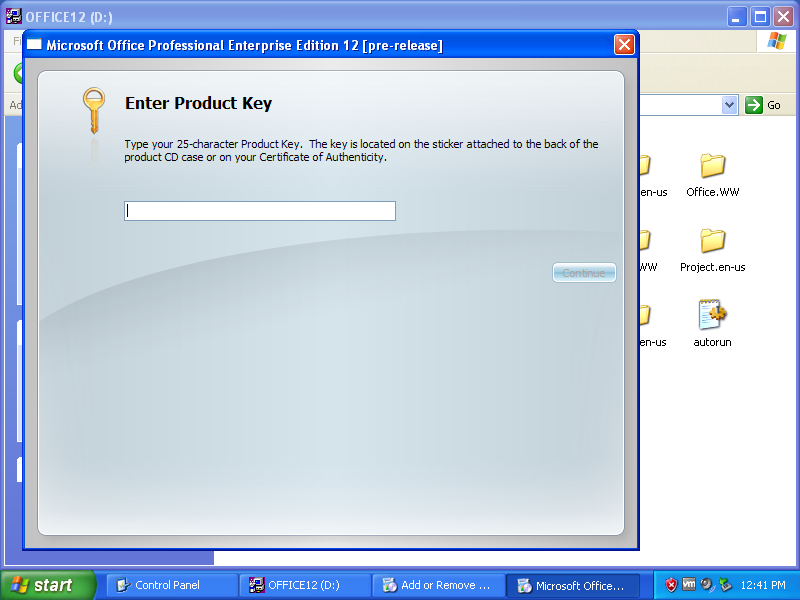 OFFICE12 (D:)
Microsoft Office Professional Enterprise Edition 12 [pre-release]
Go
Enter Product Key
Type your 25-character Product Key.  The key is located on the sticker attached to the back of the
product CD case or on your Certificate of Authenticity.
Continue
en-us
Office.WW
WW
Project.en-us
en-us
autorun
start
Control Panel
OFFICE12 (D:)
Add or Remove ...
Microsoft Office...
vm
12:41 PM